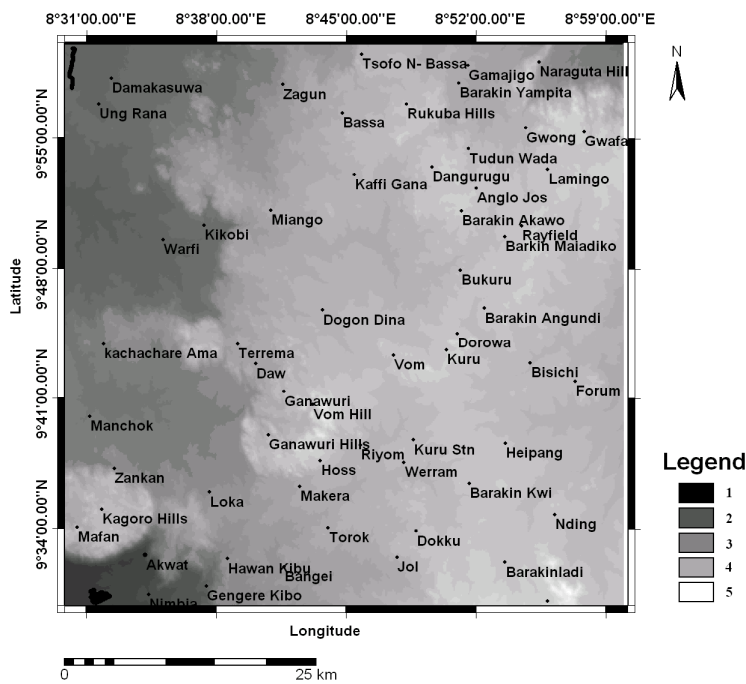 8°31'00.00"E 8°38'00.00"E 8°45'00.00"E 8°52'00.00"E 8°59'00.00"E
N
Tsofo N- Bassa
Gamajigo
Naraguta Hill
Damakasuwa
Zagun
Barakin Yampita
Ung Rana
Bassa
Rukuba Hills
Gwong
Gwafa
9°55'00.00"N
Tudun Wada
Kaffi Gana
Dangurugu
Lamingo
Anglo Jos
Miango
Barakin Akawo
Kikobi
Rayfield
Warfi
Barkin Maiadiko
9°48'00.00"N
Bukuru
Latitude
Dogon Dina
Barakin Angundi
kachachare Ama
Terrema
Dorowa
Kuru
Vom
Daw
Bisichi
Forum
9°41'00.00"N
Ganawuri
Vom Hill
Manchok
Ganawuri Hills
Riyom
Kuru Stn
Heipang
Legend
Hoss
Werram
Zankan
Makera
Barakin Kwi
1
Loka
2
Kagoro Hills
Nding
3
Mafan
Torok
Dokku
4
9°34'00.00"N
Akwat
Hawan Kibu
Jol
Barakinladi
5
Bangei
Nimbia
Gengere Kibo
Longitude
0 25 km